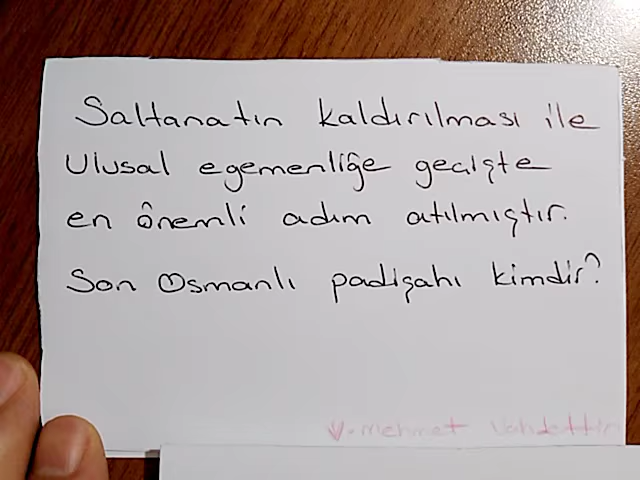 Saltanatın kaldırılması ile
Ulusal egemenliğe geçişte
en önemli adım atılmıştır.
Son Osmanlı padişahı kimdir?
V. mehmet Vahdettin